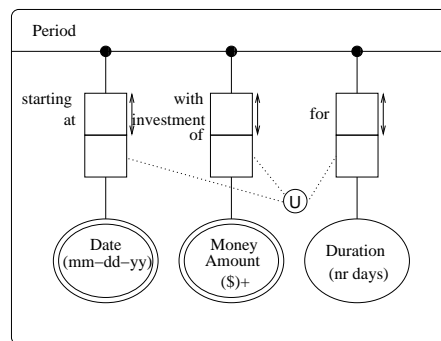 Period
starting
at
with
investment
of
for
U
Date
(mm-dd-yy)
Money
Amount
($)+
Duration
(nr days)